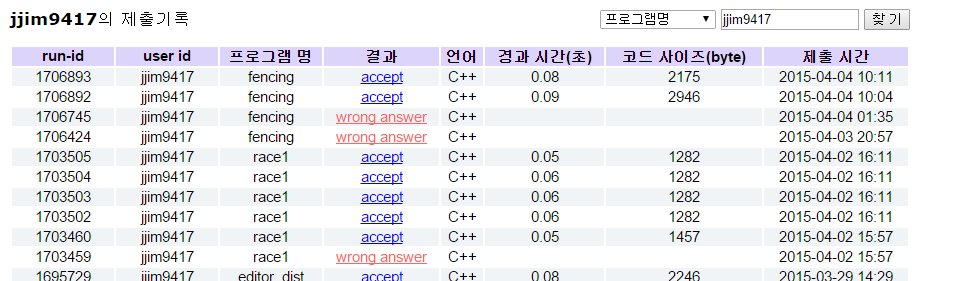 jjim9417의 제출기록 프로그램명 jjim9417 찾 기
run-id user id 프로그램 명 결과 언어 경과 시간(초) 코드 사이즈(byte) 제출 시간
1706893 jjim9417 fencing accept C++ 0.08 2175 2015-04-04 10:11
1706892 jjim9417 fencing accept C++ 0.09 2946 2015-04-04 10:04
1706745 jjim9417 fencing wrong answer C++ 2015-04-04 01:35
1706424 jjim9417 fencing wrong answer C++ 2015-04-03 20:57
1703505 jjim9417 race1 accept C++ 0.05 1282 2015-04-02 16:11
1703504 jjim9417 race1 accept C++ 0.06 1282 2015-04-02 16:11
1703503 jjim9417 race1 accept C++ 0.06 1282 2015-04-02 16:11
1703502 jjim9417 race1 accept C++ 0.06 1282 2015-04-02 16:11
1703460 jjim9417 race1 accept C++ 0.05 1457 2015-04-02 15:57
1703459 jjim9417 race1 wrong answer C++ 2015-04-02 15:57
1695729 jjim9417 editor_dist accept C++ 0.08 2246 2015-03-29 14:29